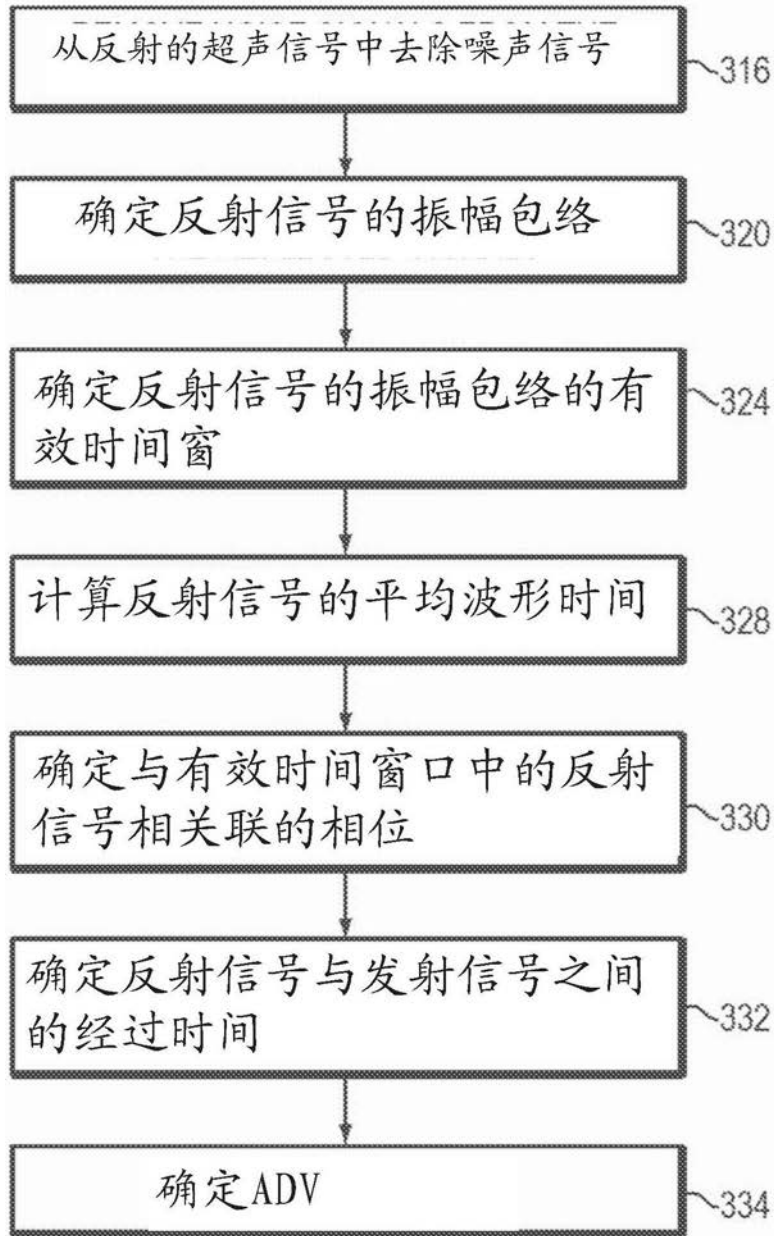 从反射的超声信号中去除噪声信号
316
确定反射信号的振幅包络
320
确定反射信号的振幅包络的有
效时间窗
324
计算反射信号的平均波形时间
328
确定与有效时间窗口中的反射
信号相关联的相位
330
确定反射信号与发射信号之间
的经过时间
332
确定ADV
334